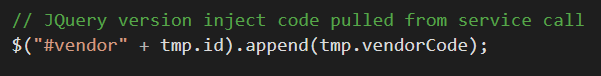 // JQuery version inject code pulled from service call
$("#vendor" + tmp.id).append(tmp.vendorCode);